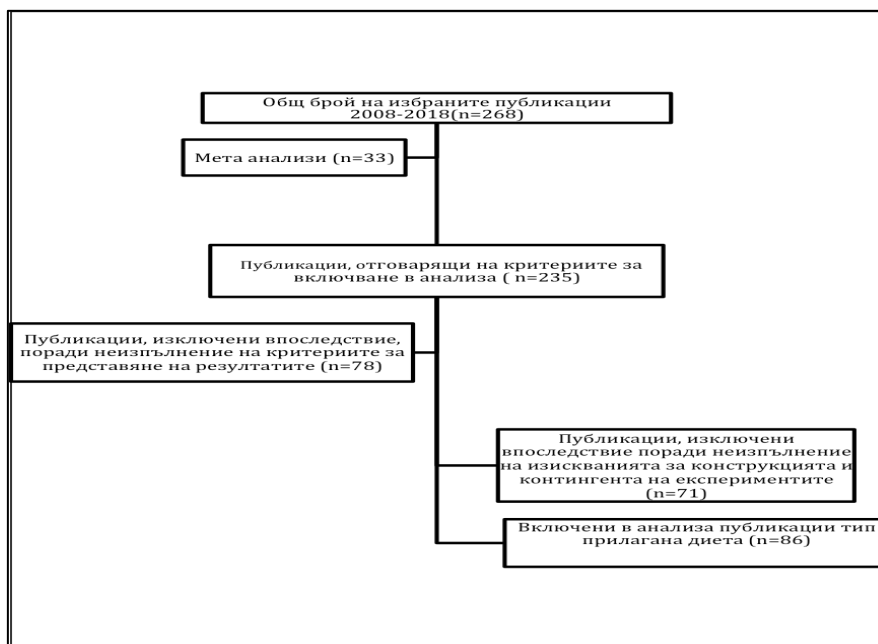 Общ брой на избраните публикации
2008-2018(n=268)
Мета анализи (n=33)
Публикации, отговарящи на критериите за
включване в анализа ( n=235)
Публикации, изключени впоследствие,
поради неизпълнение на критериите за
представяне на резултатите (n=78)
Публикации, изключени
впоследствие поради неизпълнение
на изискванията за конструкцията и
контингента на експериментите
(n=71)
Включени в анализа публикации тип
прилагана диета (n=86)